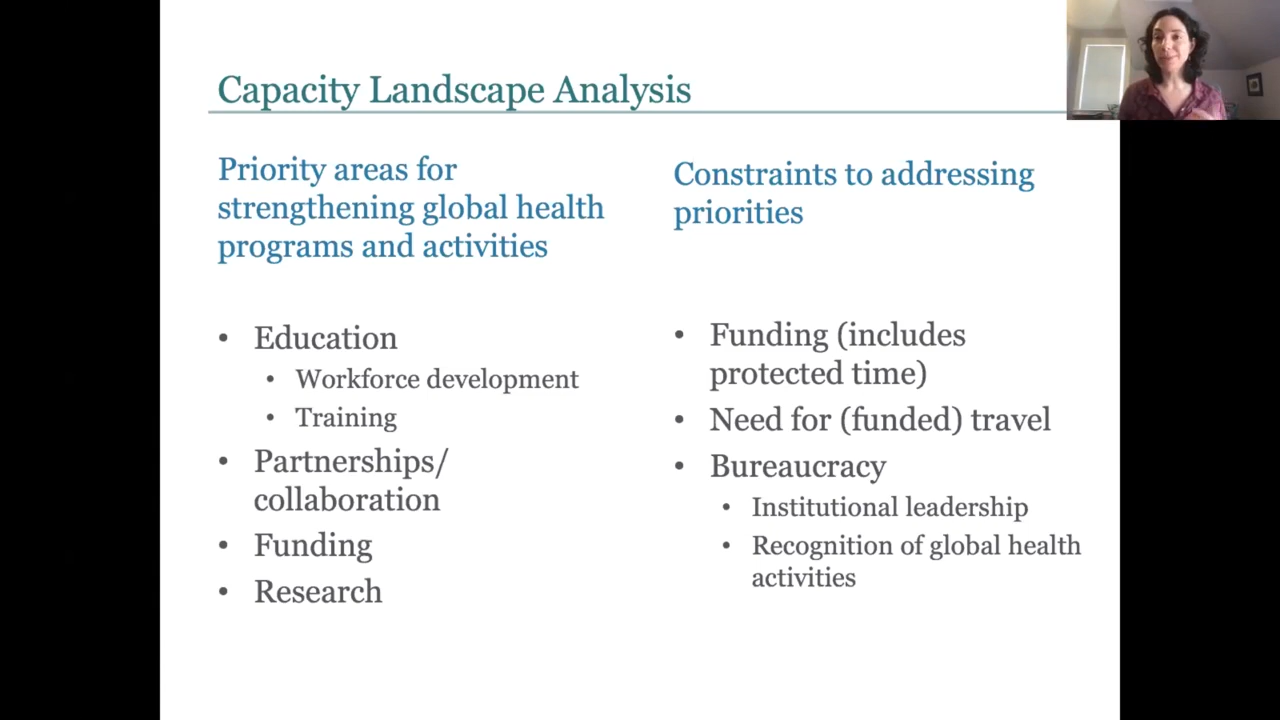 Capacity Landscape Analysis
Priority areas for
strengthening global health
programs and activities
• Education
• Workforce development
• Training
• Partnerships/
collaboration
• Funding
• Research
Constraints to addressing
priorities
• Funding (includes
protected time)
• Need for (funded) travel
• Bureaucracy
• Institutional leadership
• Recognition of global health
activities